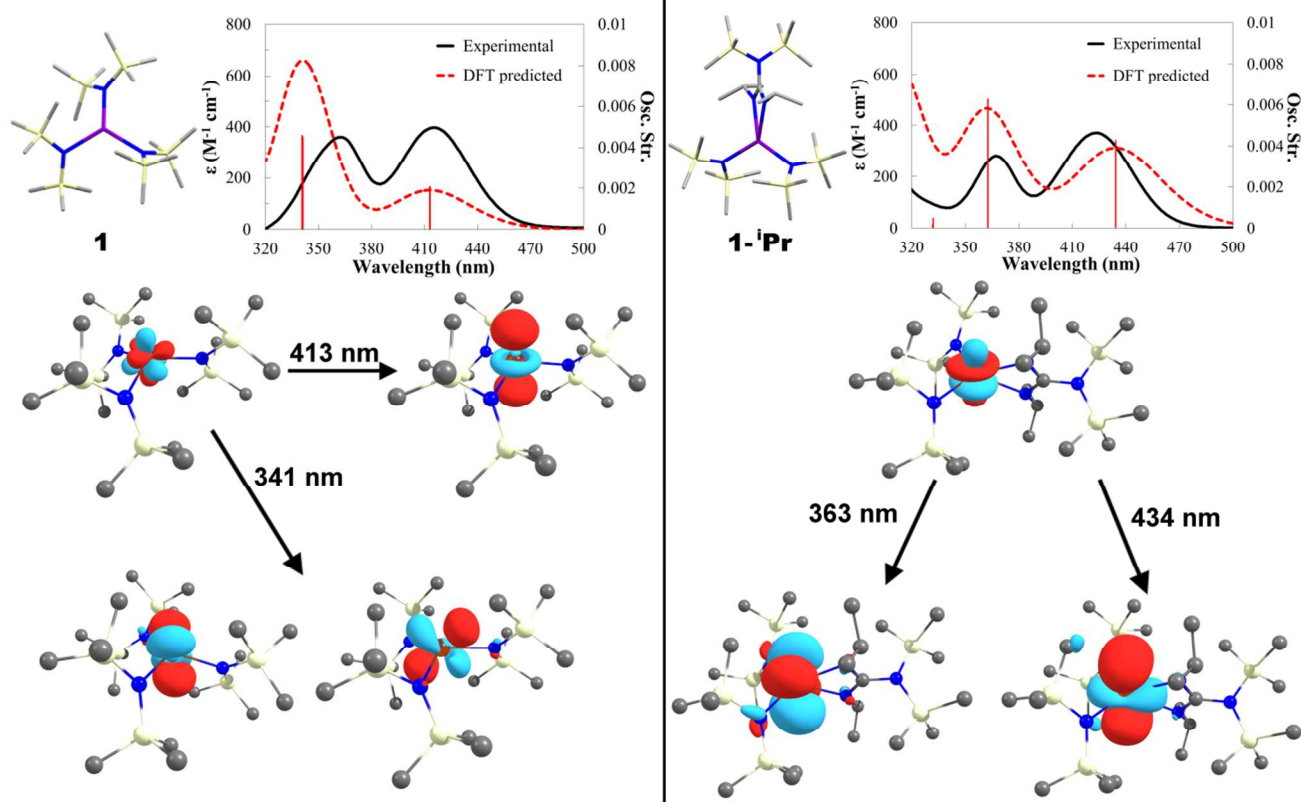 800
600
400
200
0
ε (M⁻¹ cm⁻¹)
Experimental
DFT predicted
0.01
0.008
0.006
0.004
0.002
0
Osc. Str.
320 350 380 410 440 470 500
Wavelength (nm)
1
413 nm
341 nm
800
600
400
200
0
ε (M⁻¹ cm⁻¹)
Experimental
DFT predicted
0.01
0.008
0.006
0.004
0.002
0
Osc. Str.
320 350 380 410 440 470 500
Wavelength (nm)
1-ⁱPr
363 nm
434 nm